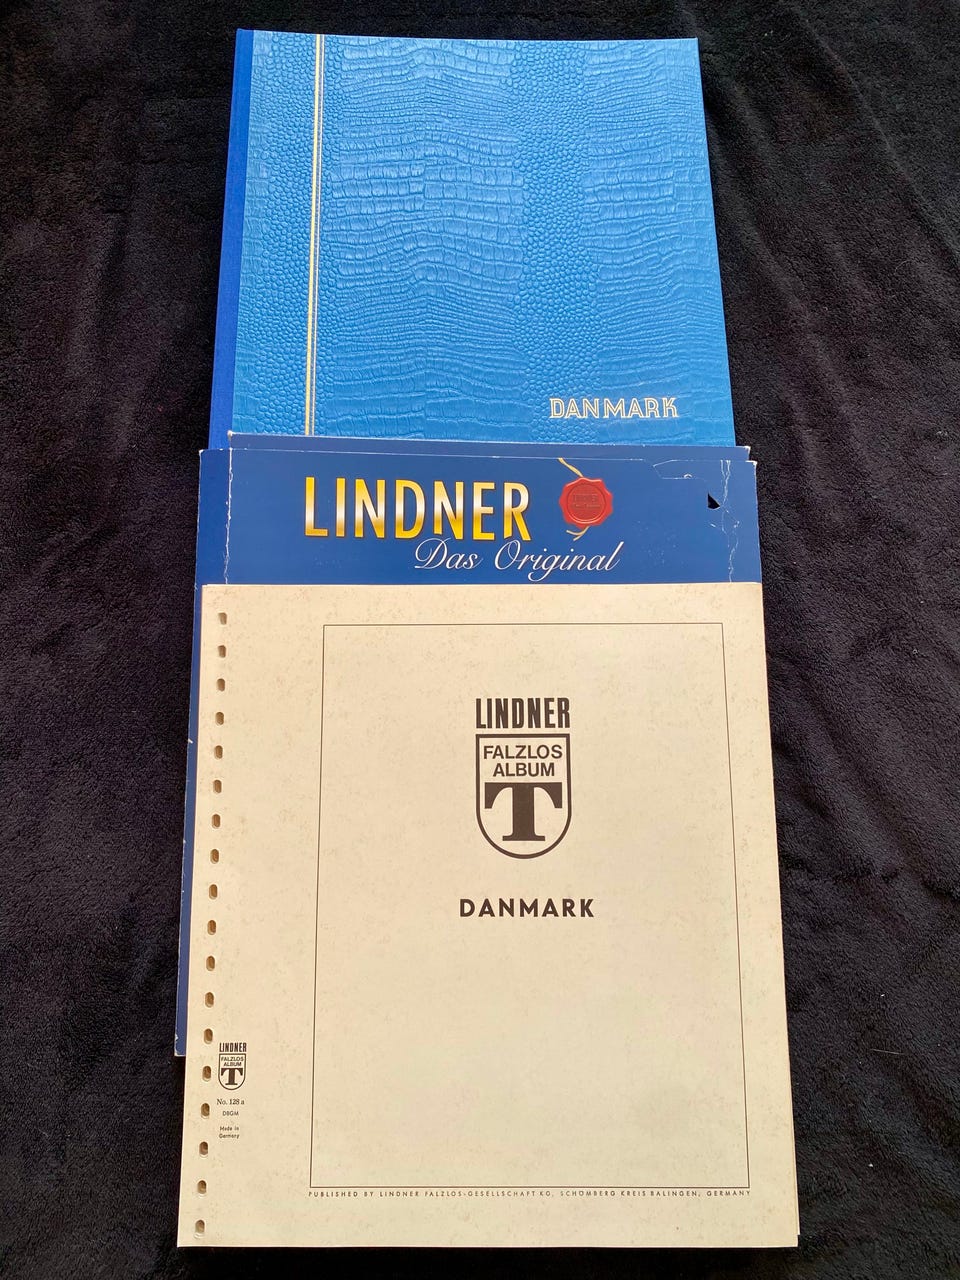 DANMARK
LINDNER
Das Original
LINDNER
FALZLOS
ALBUM
T
DANMARK
LINDNER
FALZLOS
ALBUM
T
No. 128 a
DBGM
Made in
Germany
PUBLISHED BY LINDNER FALZLOS-GESELLSCHAFT KG, SCHÖMBERG KREIS BALINGEN, GERMANY